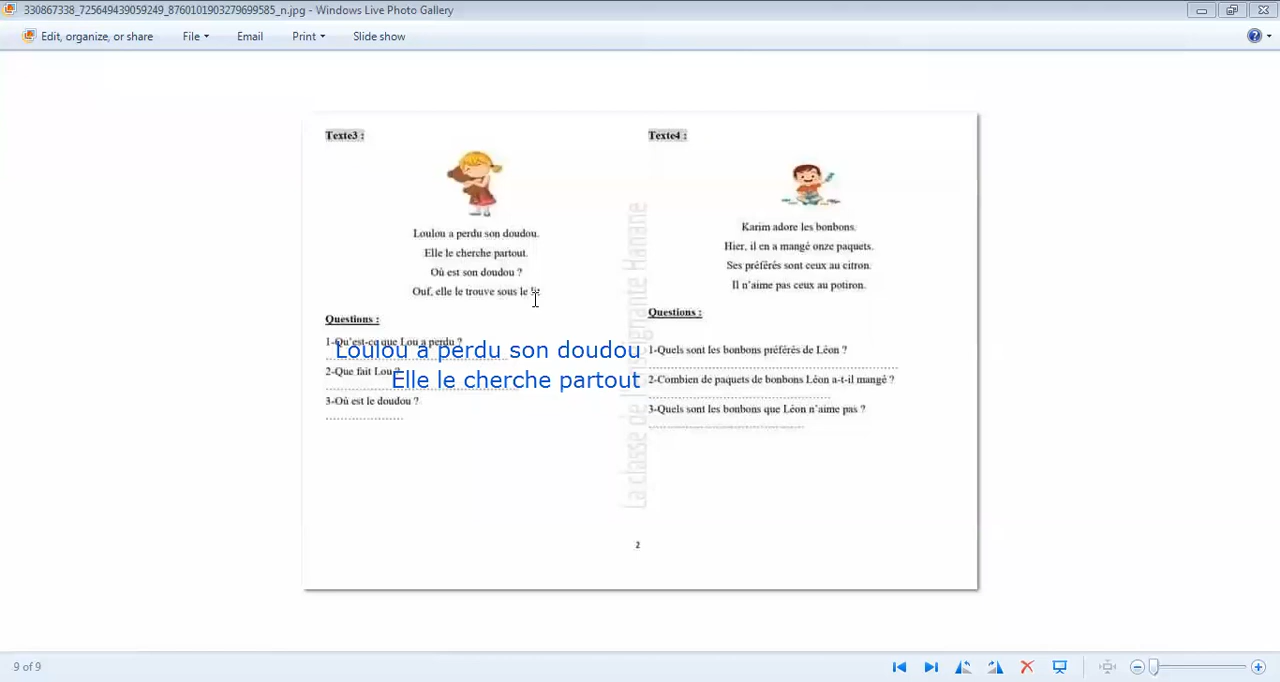 330867338_725649439059249_8760101903279699585_n.jpg - Windows Live Photo Gallery
Edit, organize, or share File Email Print Slide show
Texte3 :
Loulou a perdu son doudou.
Elle le cherche partout.
Où est son doudou ?
Ouf, elle le trouve sous le
Questions :
1-Qu'est-ce que Lou a perdu ?
Loulou a perdu son doudou
2-Que fait Lou ?
Elle le cherche partout
3-Où est le doudou ?
Texte4 :
Karim adore les bonbons.
Hier, il en a mangé onze paquets.
Ses préférés sont ceux au citron.
Il n'aime pas ceux au potiron.
Questions :
1-Quels sont les bonbons préférés de Léon ?
2-Combien de paquets de bonbons Léon a-t-il mangé ?
3-Quels sont les bonbons que Léon n'aime pas ?
La classe de l'enseignante Hanane
2
9 of 9